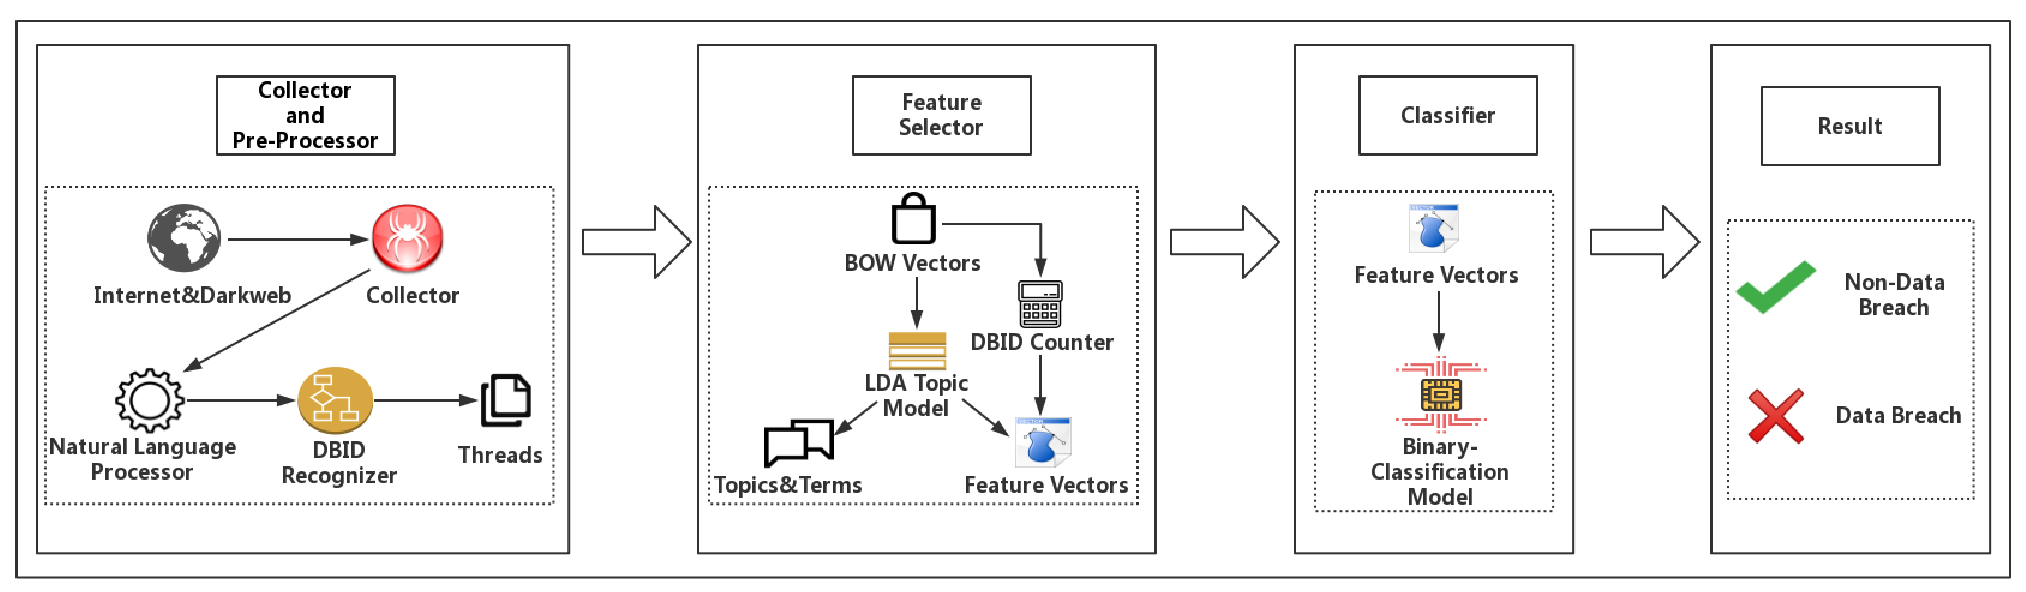 Collector
and
Pre-Processor
Internet&Darkweb
Collector
Natural Language
Processor
DBID
Recognizer
Threads
Feature
Selector
BOW Vectors
DBID Counter
LDA Topic
Model
Topics&Terms
Feature Vectors
Classifier
Feature Vectors
Binary-
Classification
Model
Result
Non-Data
Breach
Data Breach